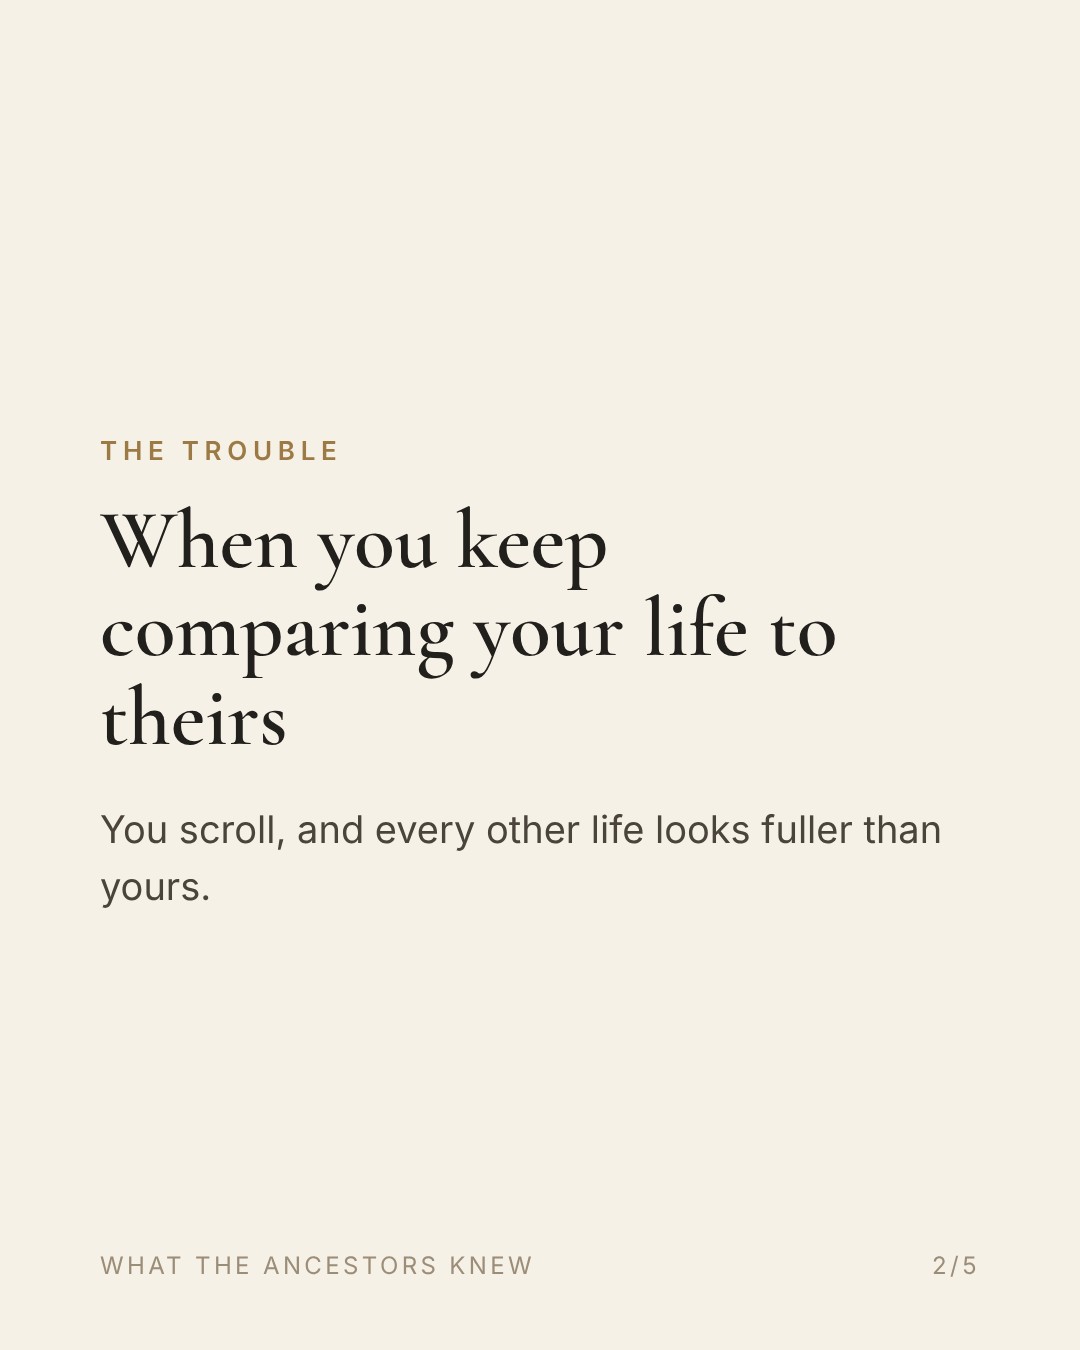 THE TROUBLE
When you keep
comparing your life to
theirs
You scroll, and every other life looks fuller than
yours.
WHAT THE ANCESTORS KNEW
2/5